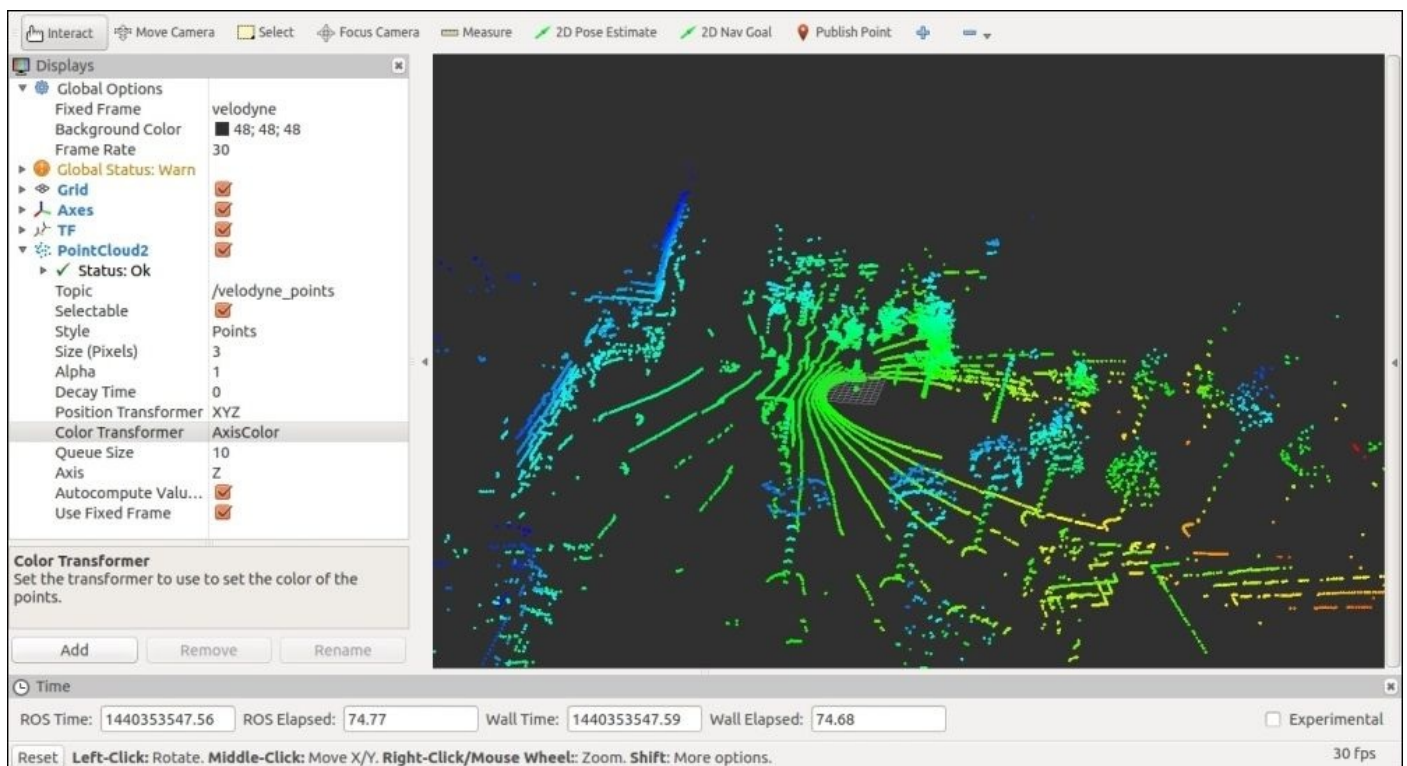 Interact Move Camera Select Focus Camera Measure 2D Pose Estimate 2D Nav Goal Publish Point
Displays
Global Options
Fixed Frame velodyne
Background Color 48; 48; 48
Frame Rate 30
Global Status: Warn
Grid
Axes
TF
PointCloud2
Status: Ok
Topic /velodyne_points
Selectable
Style Points
Size (Pixels) 3
Alpha 1
Decay Time 0
Position Transformer XYZ
Color Transformer AxisColor
Queue Size 10
Axis Z
Autocompute Valu...
Use Fixed Frame
Color Transformer
Set the transformer to use to set the color of the
points.
Add Remove Rename
Time
ROS Time: 1440353547.56 ROS Elapsed: 74.77 Wall Time: 1440353547.59 Wall Elapsed: 74.68 Experimental
Reset Left-Click: Rotate. Middle-Click: Move X/Y. Right-Click/Mouse Wheel:: Zoom. Shift: More options. 30 fps